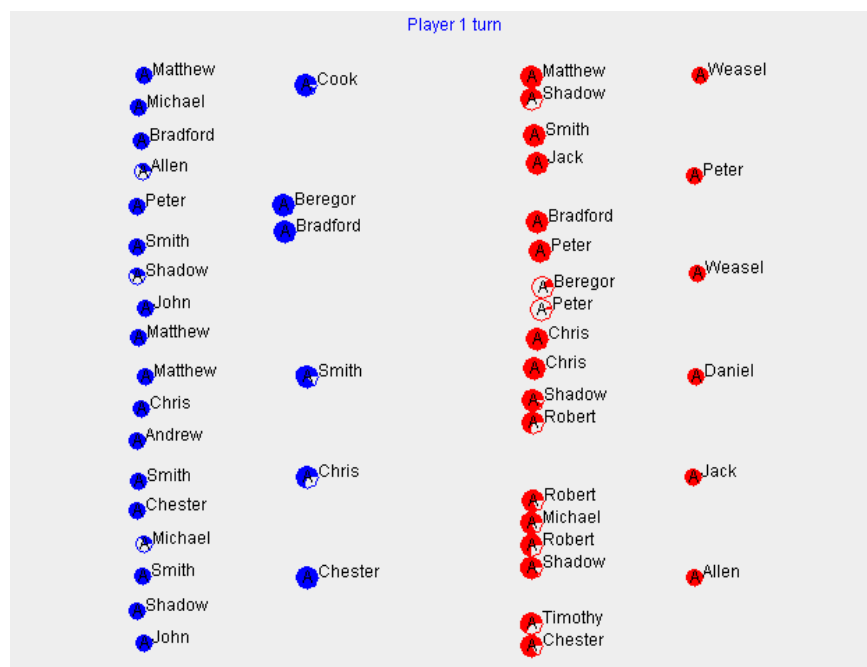 Player 1 turn
A Matthew
A Michael
A Bradford
A Allen
A Peter
A Smith
A Shadow
A John
A Matthew
A Matthew
A Chris
A Andrew
A Smith
A Chester
A Michael
A Smith
A Shadow
A John
A Cook
A Beregor
A Bradford
A Smith
A Chris
A Chester
A Matthew
A Shadow
A Smith
A Jack
A Bradford
A Peter
A Beregor
A Peter
A Chris
A Chris
A Shadow
A Robert
A Robert
A Michael
A Robert
A Shadow
A Timothy
A Chester
A Weasel
A Peter
A Weasel
A Daniel
A Jack
A Allen